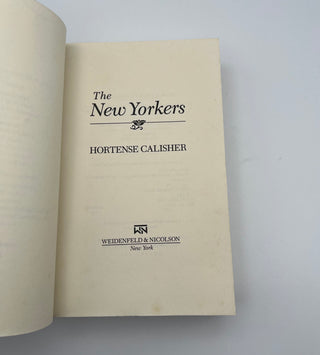 The
New Yorkers
HORTENSE CALISHER
WN
WEIDENFELD & NICOLSON
New York